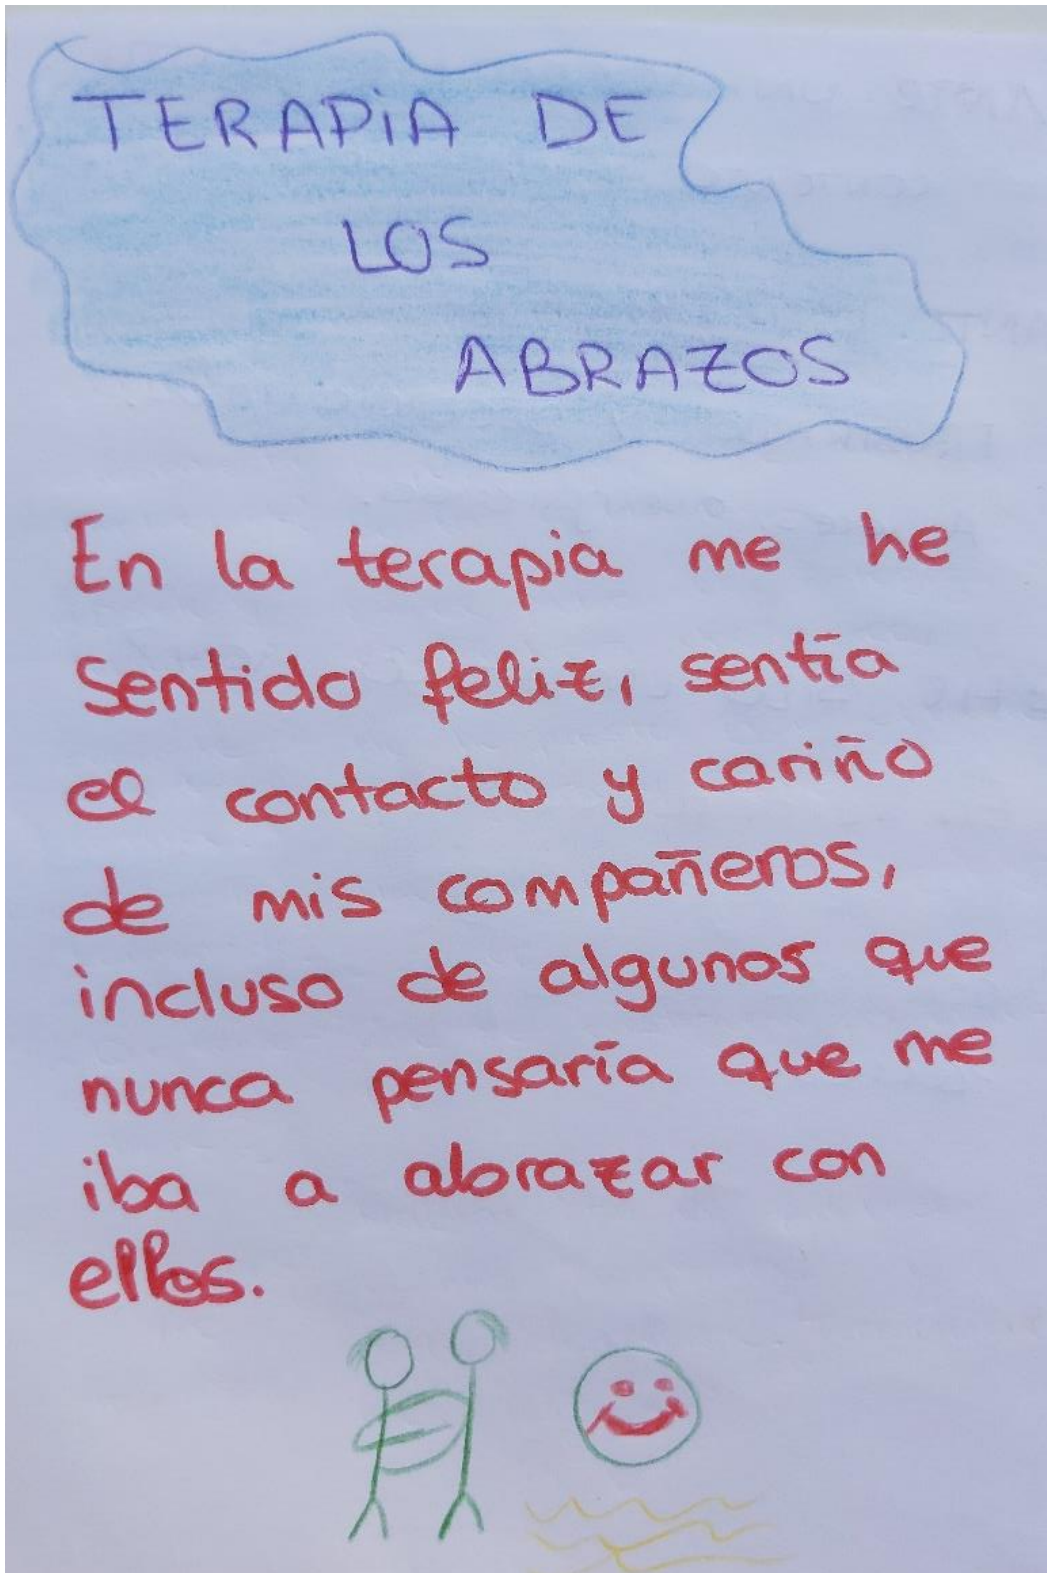 TERAPiA DE
LOS
ABRAZOS
En la terapia me he
Sentido feliz, sentía
el contacto y cariño
de mis compañeros,
incluso de algunos que
nunca pensaría que me
iba a abrazar con
ellos.